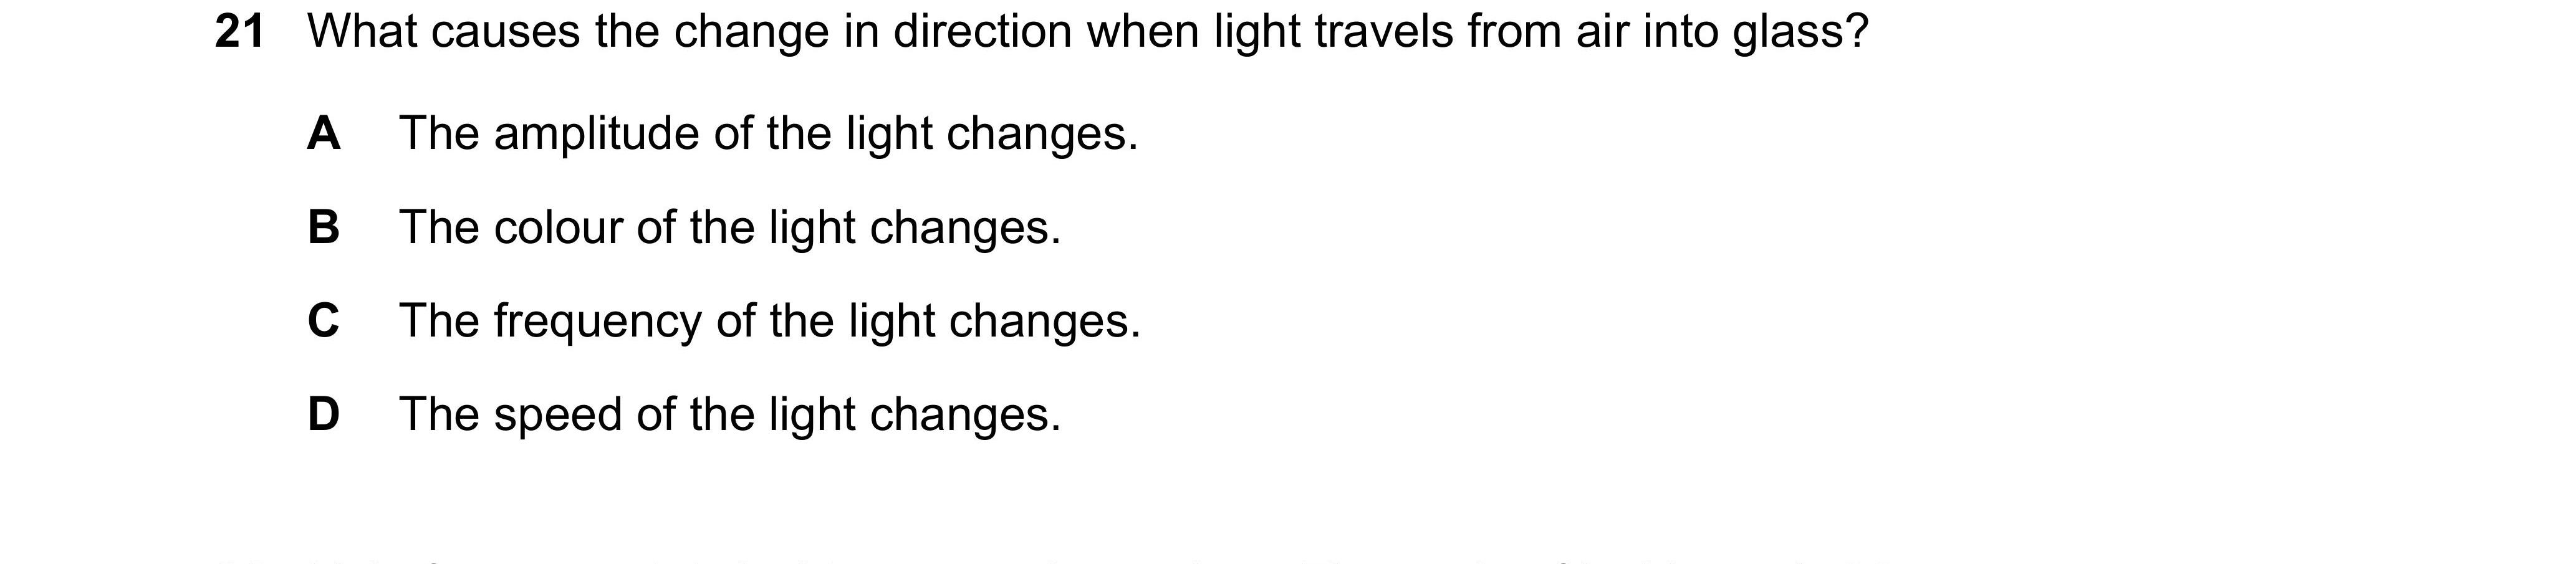 21 What causes the change in direction when light travels from air into glass?
A The amplitude of the light changes.
B The colour of the light changes.
C The frequency of the light changes.
D The speed of the light changes.